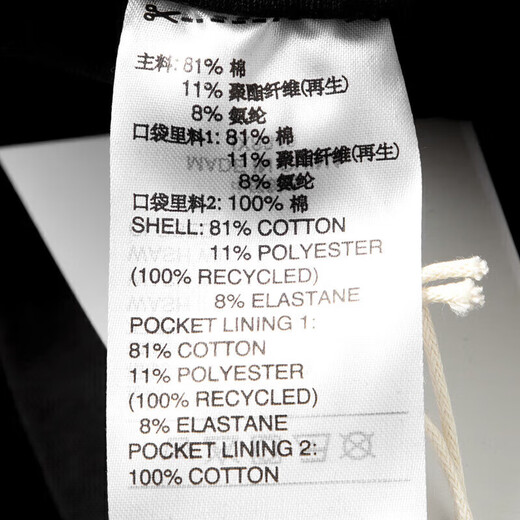 主料: 81% 棉
11% 聚酯纤维(再生)
8% 氨纶
口袋里料1: 81% 棉
11% 聚酯纤维(再生)
8% 氨纶
口袋里料2: 100% 棉
SHELL: 81% COTTON
11% POLYESTER
(100% RECYCLED)
8% ELASTANE
POCKET LINING 1:
81% COTTON
11% POLYESTER
(100% RECYCLED)
8% ELASTANE
POCKET LINING 2:
100% COTTON